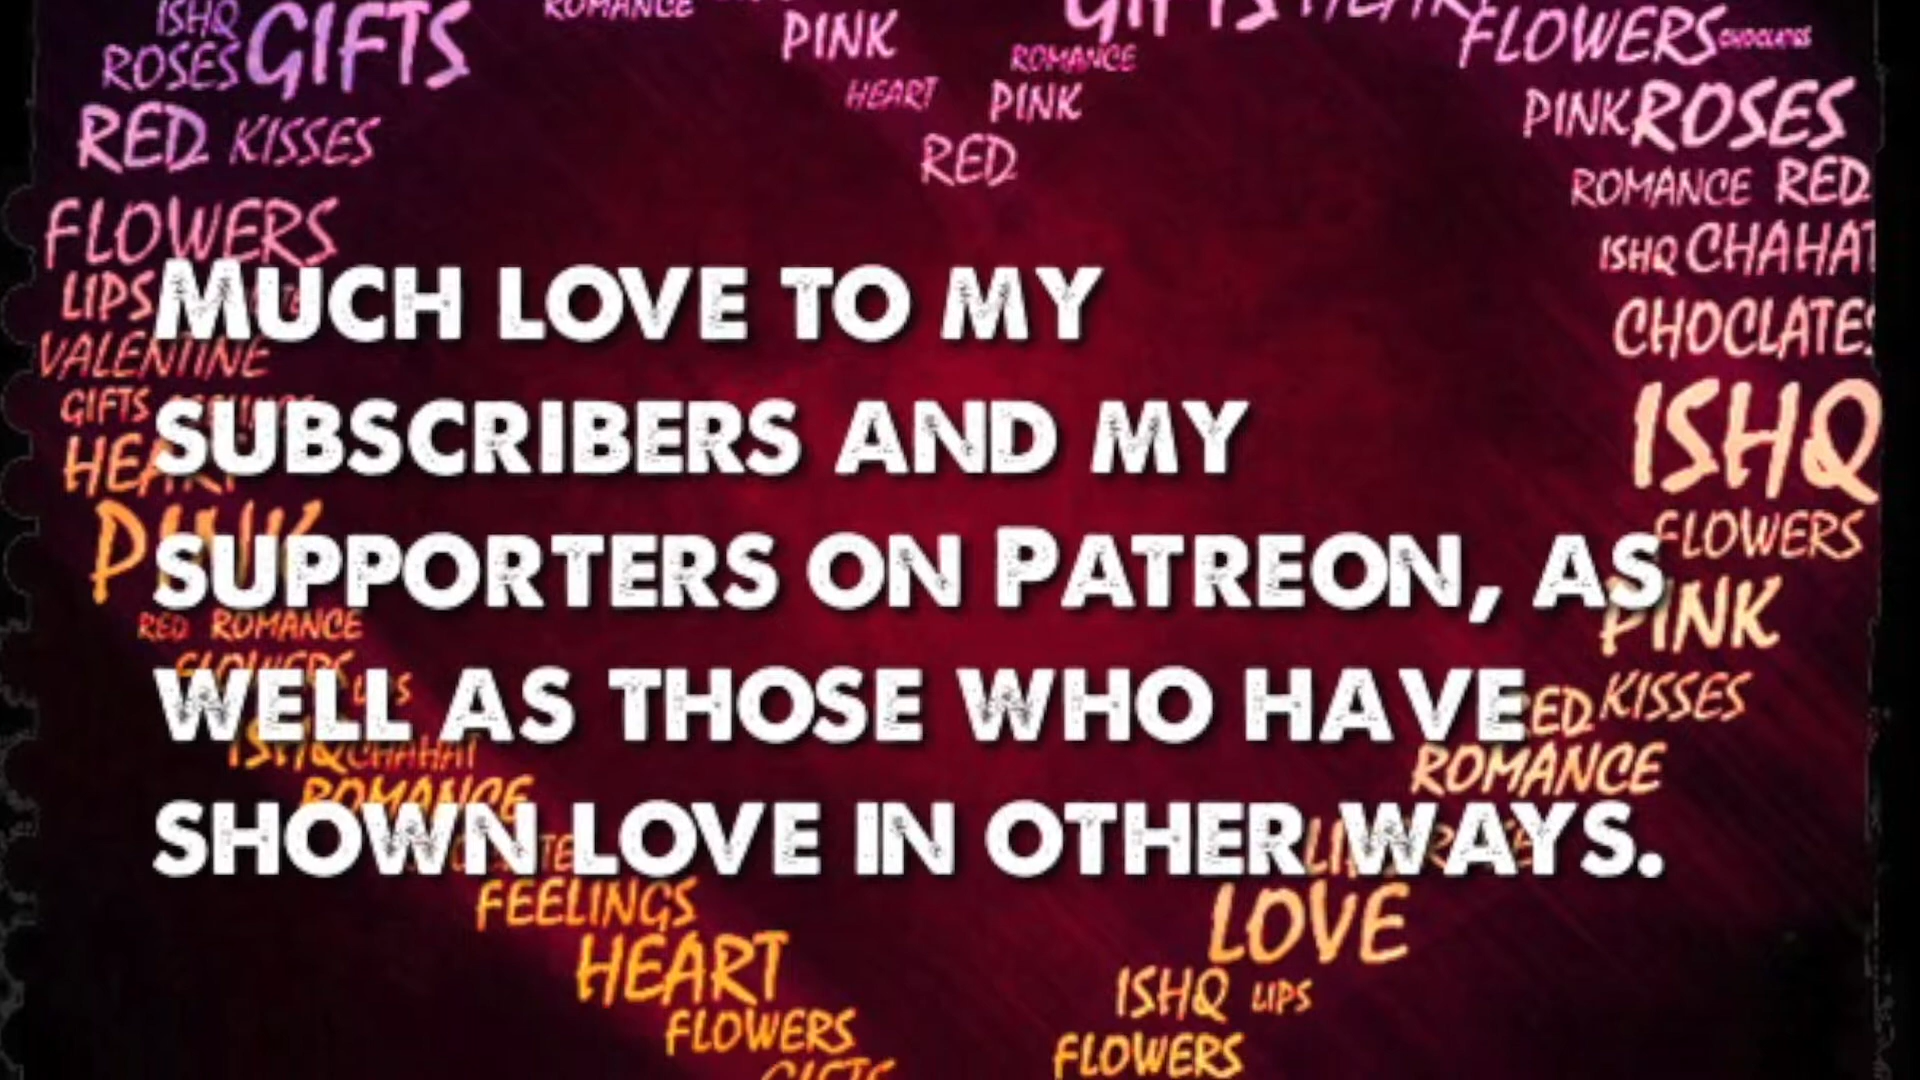 ISHQ
ROSES GIFTS
RED KISSES
FLOWERS
LIPS
VALENTINE
GIFTS
HEART
PINK
RED ROMANCE
FLOWERS LIPS
ISHQ CHAHAT
ROMANCE
FEELINGS
HEART
FLOWERS
GIFTS
ROMANCE
PINK
HEART
RED
GIFTS HEART
ROMANCE
PINK
FLOWERS CHOCLATES
PINK ROSES
ROMANCE RED
ISHQ CHAHAT
CHOCLATES
ISHQ
FLOWERS
PINK
RED KISSES
ROMANCE
LOVE
ISHQ LIPS
FLOWERS
MUCH LOVE TO MY
SUBSCRIBERS AND MY
SUPPORTERS ON PATREON, AS
WELL AS THOSE WHO HAVE
SHOWN LOVE IN OTHER WAYS.